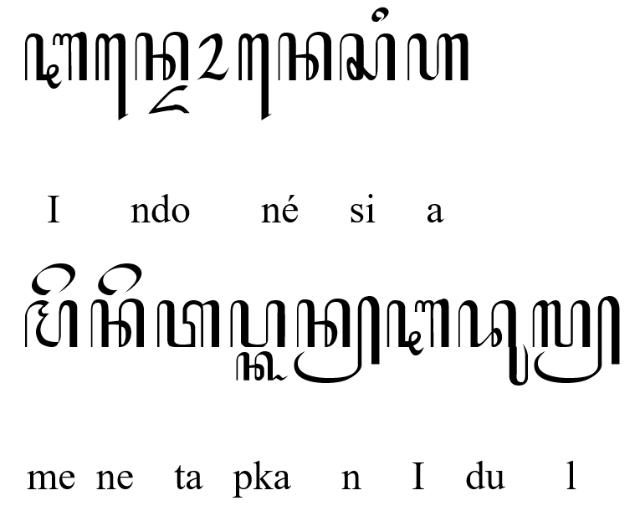 ꦆꦤ꧀ꦢꦺꦴꦤꦺꦱꦶꦲ
I ndo né si a
ꦩꦼꦤꦼꦠꦥ꧀ꦏꦤ꧀ꦆꦢꦸꦭ꧀
me ne ta pka n I du l